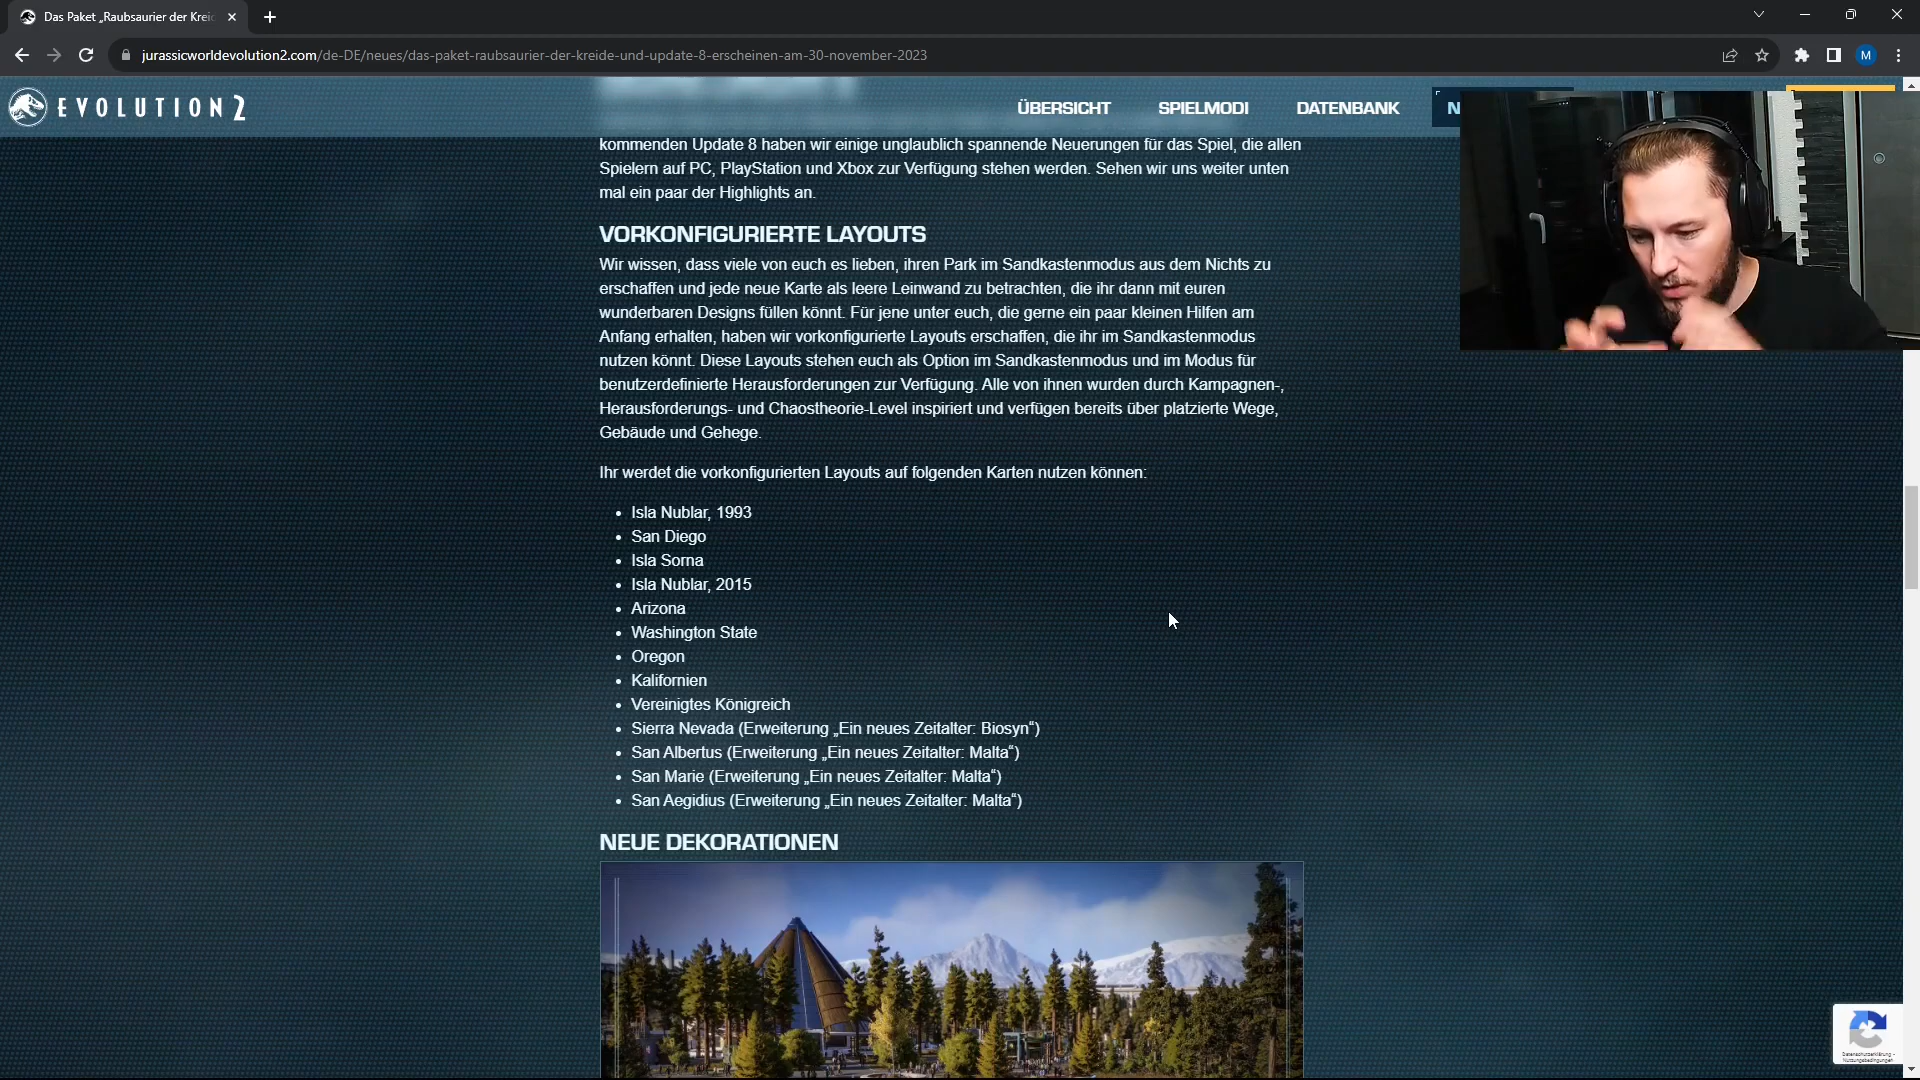 Das Paket „Raubsaurier der Krei
jurassicworldevolution2.com/de-DE/neues/das-paket-raubsaurier-der-kreide-und-update-8-erscheinen-am-30-november-2023
M
EVOLUTION 2
ÜBERSICHT
SPIELMODI
DATENBANK
N
kommenden Update 8 haben wir einige unglaublich spannende Neuerungen für das Spiel, die allen
Spielern auf PC, PlayStation und Xbox zur Verfügung stehen werden. Sehen wir uns weiter unten
mal ein paar der Highlights an.
VORKONFIGURIERTE LAYOUTS
Wir wissen, dass viele von euch es lieben, ihren Park im Sandkastenmodus aus dem Nichts zu
erschaffen und jede neue Karte als leere Leinwand zu betrachten, die ihr dann mit euren
wunderbaren Designs füllen könnt. Für jene unter euch, die gerne ein paar kleinen Hilfen am
Anfang erhalten, haben wir vorkonfigurierte Layouts erschaffen, die ihr im Sandkastenmodus
nutzen könnt. Diese Layouts stehen euch als Option im Sandkastenmodus und im Modus für
benutzerdefinierte Herausforderungen zur Verfügung. Alle von ihnen wurden durch Kampagnen-,
Herausforderungs- und Chaostheorie-Level inspiriert und verfügen bereits über platzierte Wege,
Gebäude und Gehege.
Ihr werdet die vorkonfigurierten Layouts auf folgenden Karten nutzen können:
• Isla Nublar, 1993
• San Diego
• Isla Sorna
• Isla Nublar, 2015
• Arizona
• Washington State
• Oregon
• Kalifornien
• Vereinigtes Königreich
• Sierra Nevada (Erweiterung „Ein neues Zeitalter: Biosyn“)
• San Albertus (Erweiterung „Ein neues Zeitalter: Malta“)
• San Marie (Erweiterung „Ein neues Zeitalter: Malta“)
• San Aegidius (Erweiterung „Ein neues Zeitalter: Malta“)
NEUE DEKORATIONEN
Datenschutzerklärung -
Nutzungsbedingungen